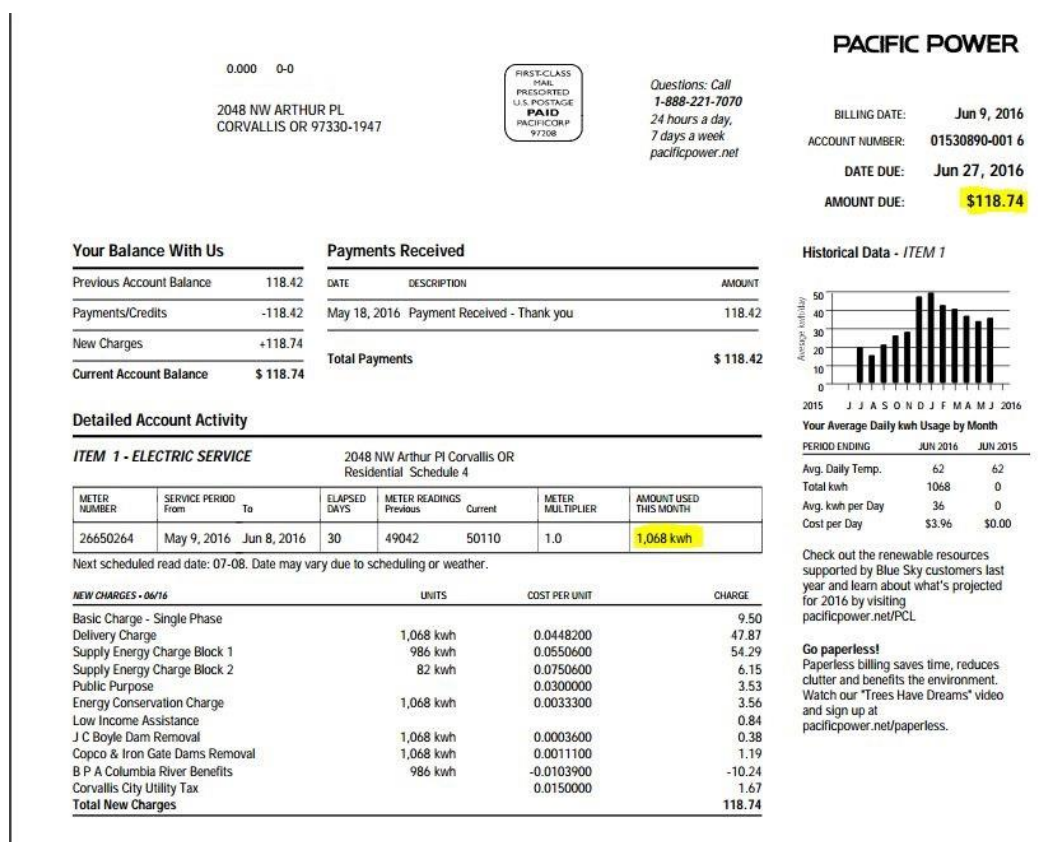 PACIFIC POWER
0.000 0-0
2048 NW ARTHUR PL
CORVALLIS OR 97330-1947
FIRST-CLASS
MAIL
PRESORTED
U.S. POSTAGE
PAID
PACIFICORP
97208
Questions: Call
1-888-221-7070
24 hours a day,
7 days a week
pacificpower.net
BILLING DATE: Jun 9, 2016
ACCOUNT NUMBER: 01530890-001 6
DATE DUE: Jun 27, 2016
AMOUNT DUE: $118.74
Your Balance With Us
Previous Account Balance 118.42
Payments/Credits -118.42
New Charges +118.74
Current Account Balance $ 118.74
Payments Received
DATE DESCRIPTION AMOUNT
May 18, 2016 Payment Received - Thank you 118.42
Total Payments $ 118.42
Historical Data - ITEM 1
Average kwh/day
50
40
30
20
10
0
2015 J J A S O N D J F M A M J 2016
Your Average Daily kwh Usage by Month
PERIOD ENDING JUN 2016 JUN 2015
Avg. Daily Temp. 62 62
Total kwh 1068 0
Avg. kwh per Day 36 0
Cost per Day $3.96 $0.00
Check out the renewable resources
supported by Blue Sky customers last
year and learn about what's projected
for 2016 by visiting
pacificpower.net/PCL
Go paperless!
Paperless billing saves time, reduces
clutter and benefits the environment.
Watch our "Trees Have Dreams" video
and sign up at
pacificpower.net/paperless.
Detailed Account Activity
ITEM 1 - ELECTRIC SERVICE 2048 NW Arthur Pl Corvallis OR
Residential Schedule 4
METER SERVICE PERIOD ELAPSED METER READINGS METER AMOUNT USED
NUMBER From To DAYS Previous Current MULTIPLIER THIS MONTH
26650264 May 9, 2016 Jun 8, 2016 30 49042 50110 1.0 1,068 kwh
Next scheduled read date: 07-08. Date may vary due to scheduling or weather.
NEW CHARGES - 06/16 UNITS COST PER UNIT CHARGE
Basic Charge - Single Phase 9.50
Delivery Charge 1,068 kwh 0.0448200 47.87
Supply Energy Charge Block 1 986 kwh 0.0550600 54.29
Supply Energy Charge Block 2 82 kwh 0.0750600 6.15
Public Purpose 0.0300000 3.53
Energy Conservation Charge 1,068 kwh 0.0033300 3.56
Low Income Assistance 0.84
J C Boyle Dam Removal 1,068 kwh 0.0003600 0.38
Copco & Iron Gate Dams Removal 1,068 kwh 0.0011100 1.19
B P A Columbia River Benefits 986 kwh -0.0103900 -10.24
Corvallis City Utility Tax 0.0150000 1.67
Total New Charges 118.74